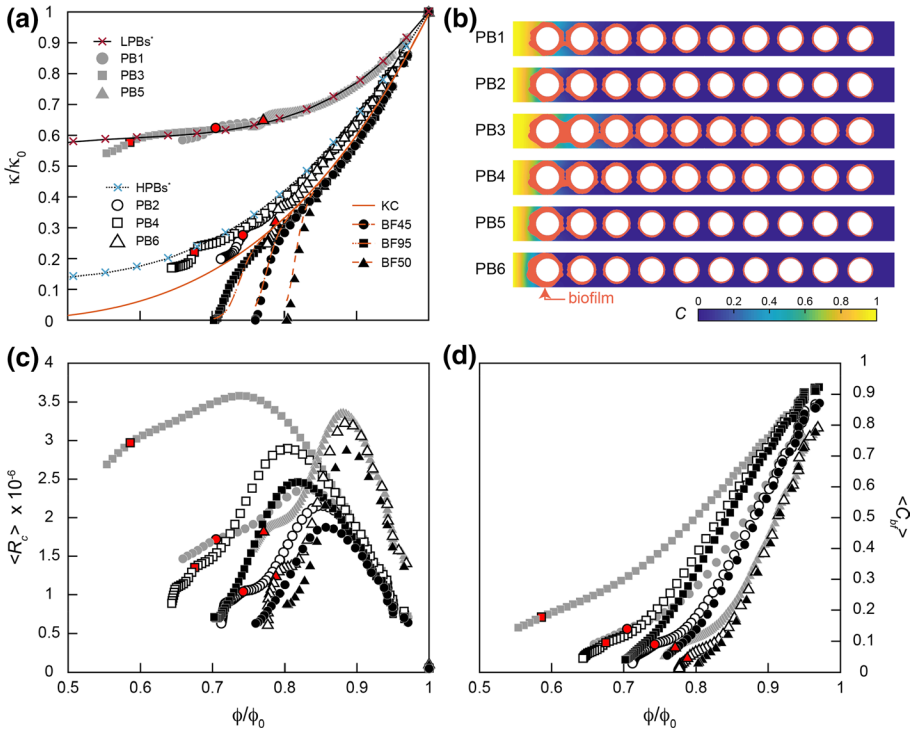 (a)
κ/κ0
1
0.9
0.8
0.7
0.6
0.5
0.4
0.3
0.2
0.1
0
LPBs*
PB1
PB3
PB5
HPBs*
PB2
PB4
PB6
KC
BF45
BF95
BF50
(b)
PB1
PB2
PB3
PB4
PB5
PB6
biofilm
C
0 0.2 0.4 0.6 0.8 1
(c)
<Rc> x 10-6
4
3.5
3
2.5
2
1.5
1
0.5
0
0.5 0.6 0.7 0.8 0.9 1
ϕ/ϕ0
(d)
1
0.9
0.8
0.7
0.6
0.5
0.4
0.3
0.2
0.1
0
<Cbf>
0.5 0.6 0.7 0.8 0.9 1
ϕ/ϕ0